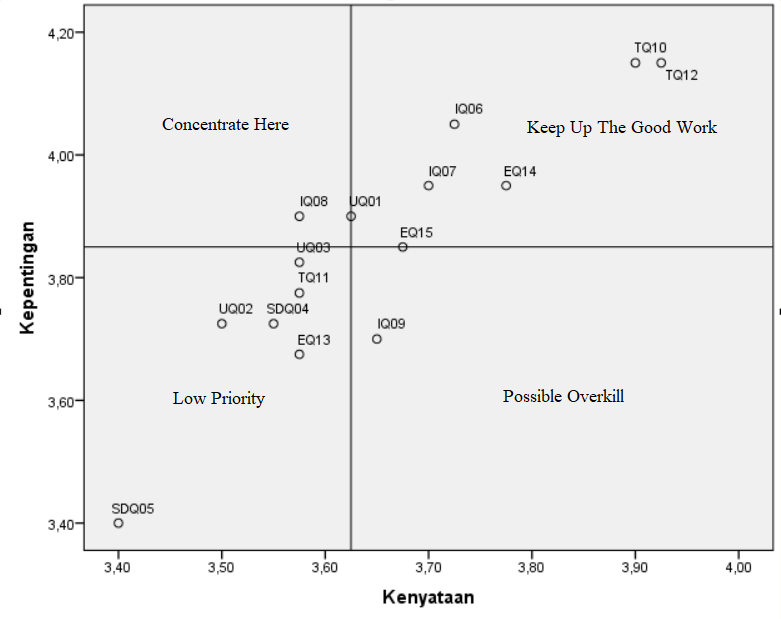 4,20
4,00
3,80
3,60
3,40
Kepentingan
TQ10
TQ12
IQ06
Concentrate Here
Keep Up The Good Work
IQ07
EQ14
IQ08
UQ01
EQ15
UQ03
TQ11
UQ02
SDQ04
IQ09
EQ13
Low Priority
Possible Overkill
SDQ05
3,40
3,50
3,60
3,70
3,80
3,90
4,00
Kenyataan